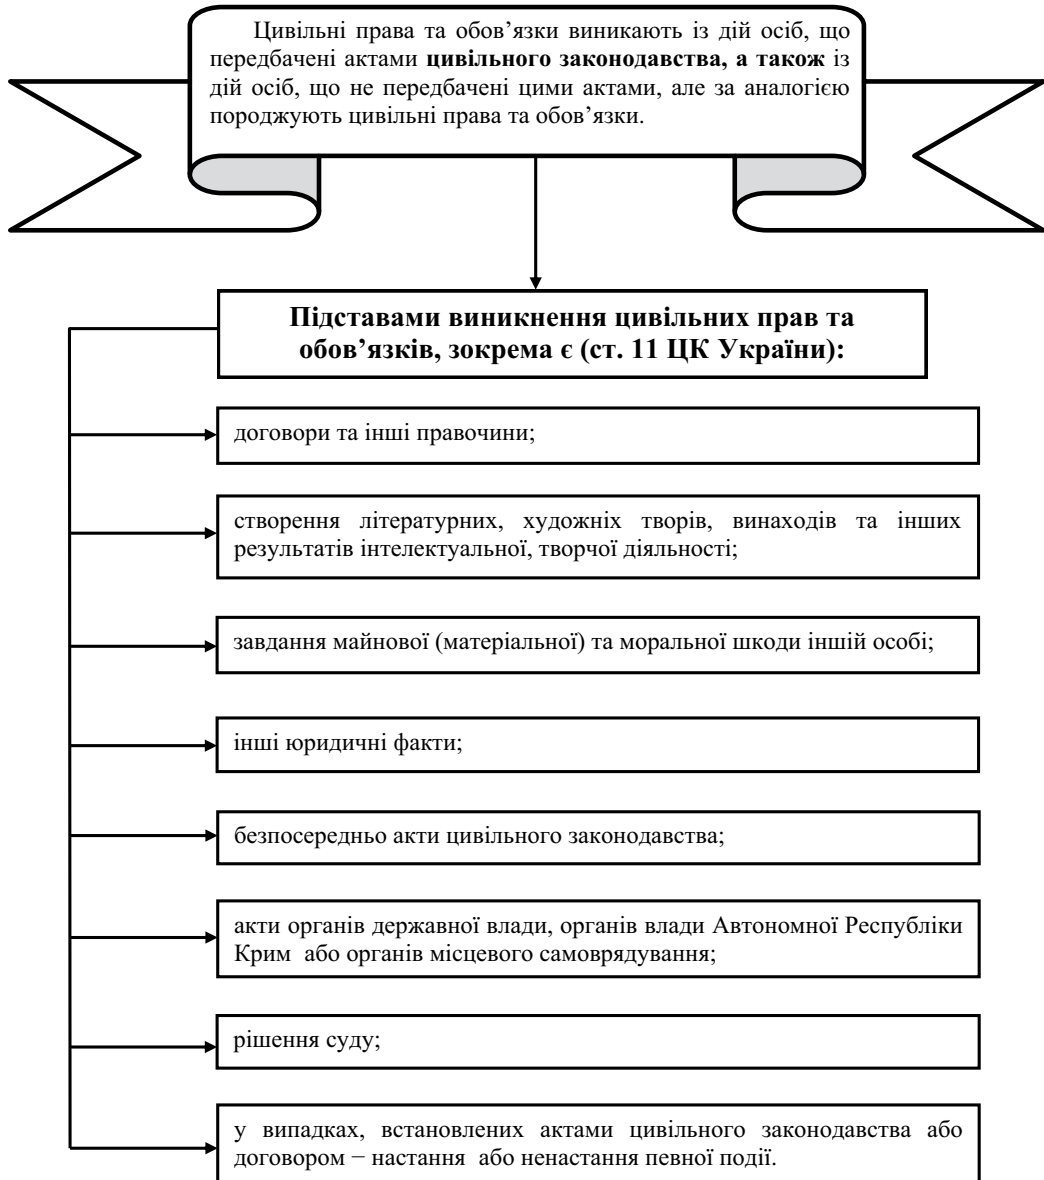 Цивільні права та обов’язки виникають із дій осіб, що
передбачені актами цивільного законодавства, а також із
дій осіб, що не передбачені цими актами, але за аналогією
породжують цивільні права та обов’язки.
Підставами виникнення цивільних прав та
обов’язків, зокрема є (ст. 11 ЦК України):
договори та інші правочини;
створення літературних, художніх творів, винаходів та інших
результатів інтелектуальної, творчої діяльності;
завдання майнової (матеріальної) та моральної шкоди іншій особі;
інші юридичні факти;
безпосередньо акти цивільного законодавства;
акти органів державної влади, органів влади Автономної Республіки
Крим або органів місцевого самоврядування;
рішення суду;
у випадках, встановлених актами цивільного законодавства або
договором − настання або ненастання певної події.